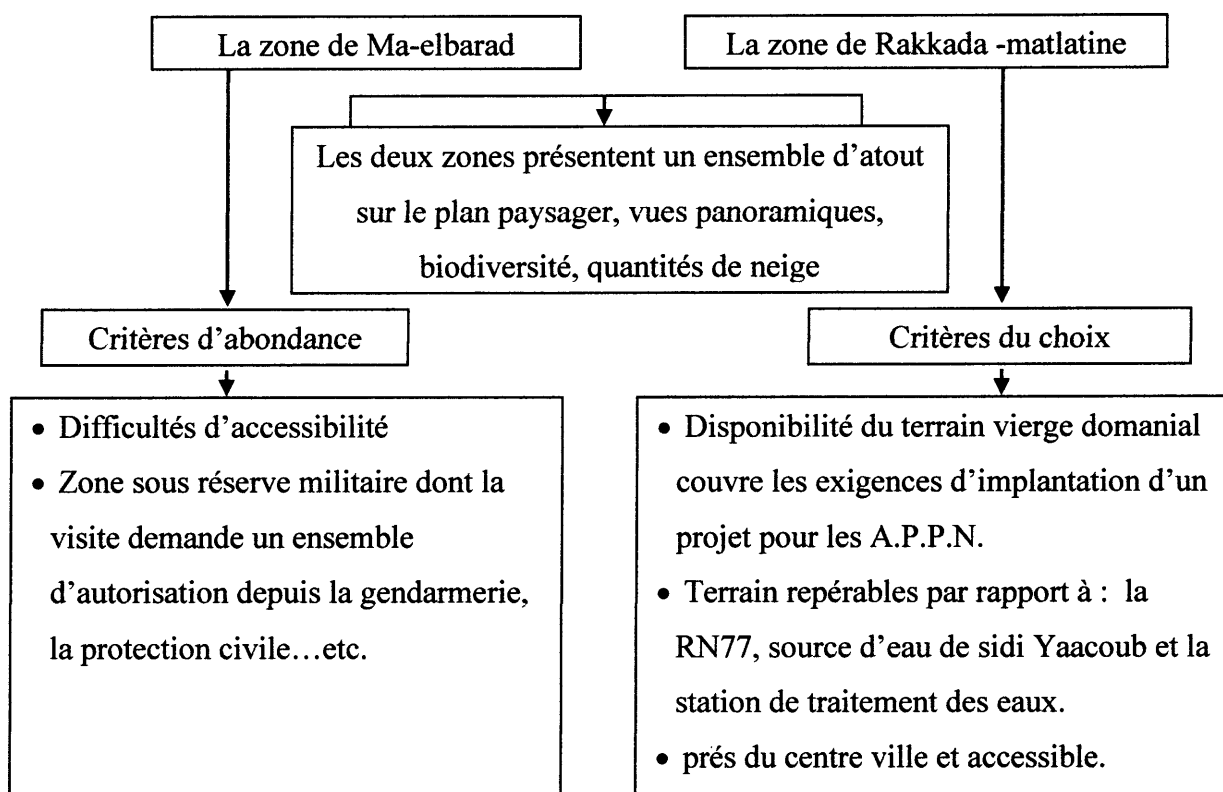 La zone de Ma-elbarad
La zone de Rakkada -matlatine
Les deux zones présentent un ensemble d’atout
sur le plan paysager, vues panoramiques,
biodiversité, quantités de neige
Critères d’abondance
Critères du choix
• Difficultés d’accessibilité
• Zone sous réserve militaire dont la
visite demande un ensemble
d’autorisation depuis la gendarmerie,
la protection civile…etc.
• Disponibilité du terrain vierge domanial
couvre les exigences d’implantation d’un
projet pour les A.P.P.N.
• Terrain repérables par rapport à : la
RN77, source d’eau de sidi Yaacoub et la
station de traitement des eaux.
• prés du centre ville et accessible.